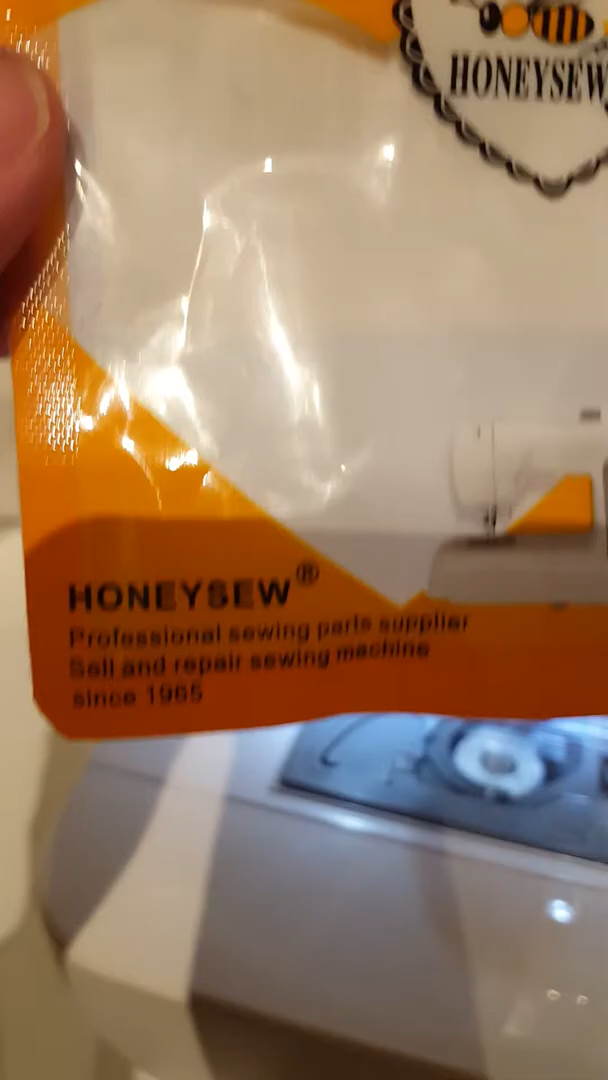 HONEYSEW
HONEYSEW®
Professional sewing parts supplier
Sell and repair sewing machine
since 1965